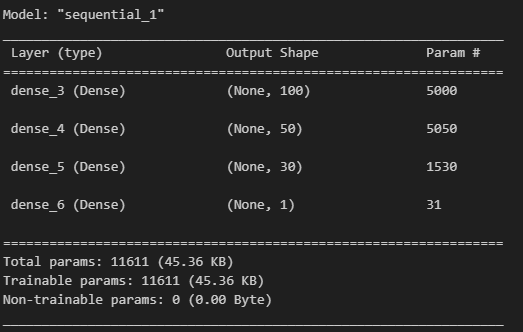 Model: "sequential_1"
_________________________________________________________________
Layer (type)                Output Shape              Param #
=================================================================
dense_3 (Dense)             (None, 100)               5000
dense_4 (Dense)             (None, 50)                5050
dense_5 (Dense)             (None, 30)                1530
dense_6 (Dense)             (None, 1)                 31
=================================================================
Total params: 11611 (45.36 KB)
Trainable params: 11611 (45.36 KB)
Non-trainable params: 0 (0.00 Byte)
_________________________________________________________________